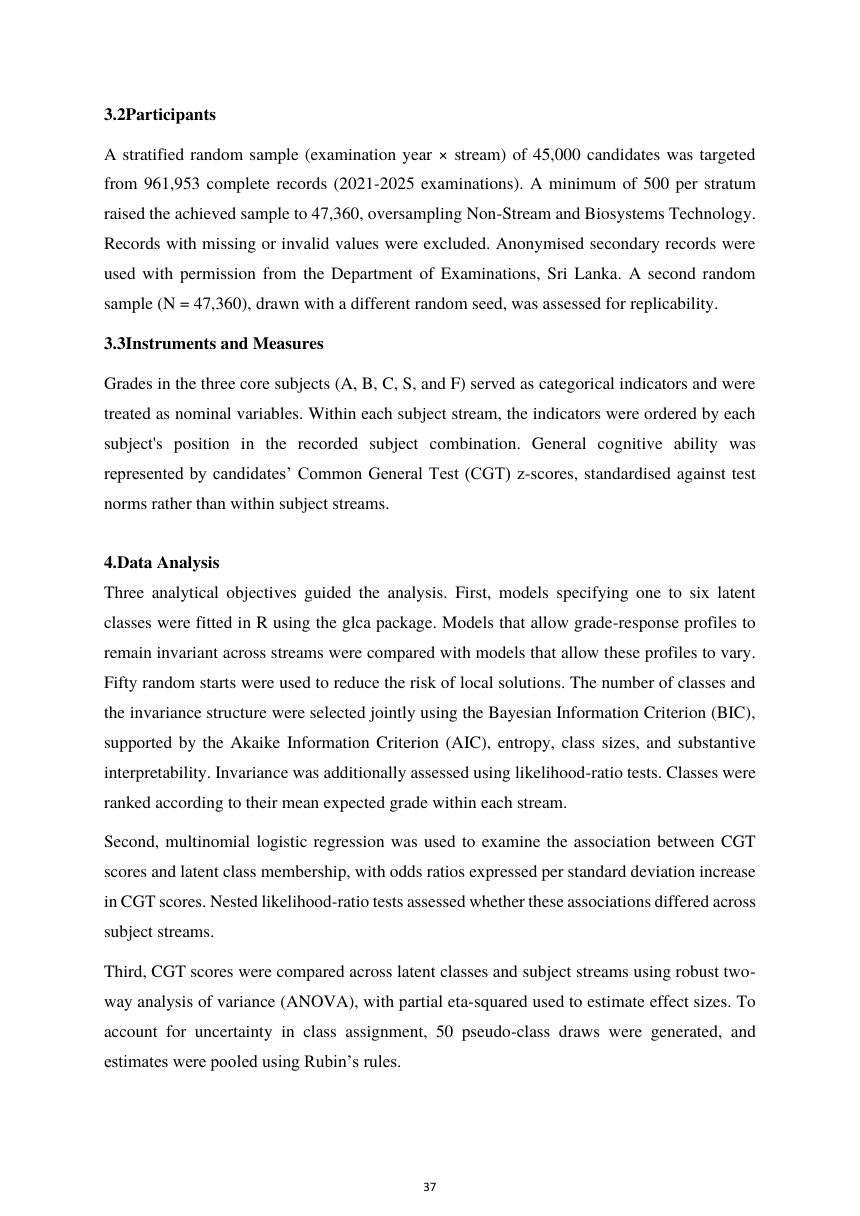 3.2Participants
A stratified random sample (examination year × stream) of 45,000 candidates was targeted
from 961,953 complete records (2021-2025 examinations). A minimum of 500 per stratum
raised the achieved sample to 47,360, oversampling Non-Stream and Biosystems Technology.
Records with missing or invalid values were excluded. Anonymised secondary records were
used with permission from the Department of Examinations, Sri Lanka. A second random
sample (N = 47,360), drawn with a different random seed, was assessed for replicability.
3.3Instruments and Measures
Grades in the three core subjects (A, B, C, S, and F) served as categorical indicators and were
treated as nominal variables. Within each subject stream, the indicators were ordered by each
subject's position in the recorded subject combination. General cognitive ability was
represented by candidates’ Common General Test (CGT) z-scores, standardised against test
norms rather than within subject streams.
4.Data Analysis
Three analytical objectives guided the analysis. First, models specifying one to six latent
classes were fitted in R using the glca package. Models that allow grade-response profiles to
remain invariant across streams were compared with models that allow these profiles to vary.
Fifty random starts were used to reduce the risk of local solutions. The number of classes and
the invariance structure were selected jointly using the Bayesian Information Criterion (BIC),
supported by the Akaike Information Criterion (AIC), entropy, class sizes, and substantive
interpretability. Invariance was additionally assessed using likelihood-ratio tests. Classes were
ranked according to their mean expected grade within each stream.
Second, multinomial logistic regression was used to examine the association between CGT
scores and latent class membership, with odds ratios expressed per standard deviation increase
in CGT scores. Nested likelihood-ratio tests assessed whether these associations differed across
subject streams.
Third, CGT scores were compared across latent classes and subject streams using robust two-
way analysis of variance (ANOVA), with partial eta-squared used to estimate effect sizes. To
account for uncertainty in class assignment, 50 pseudo-class draws were generated, and
estimates were pooled using Rubin’s rules.
37